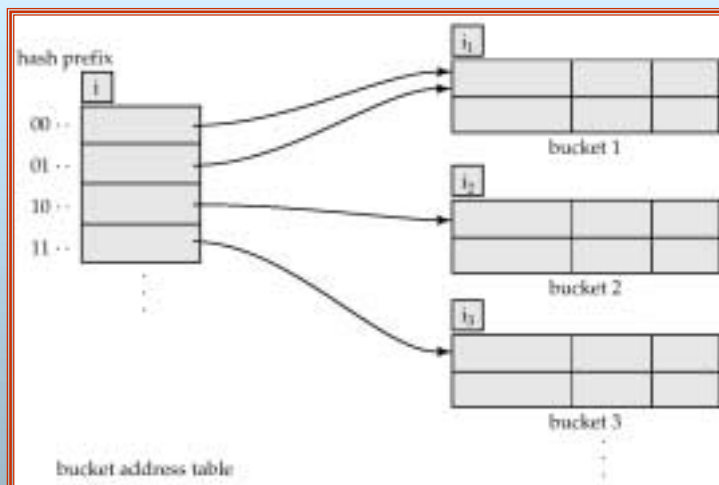 hash prefix
i
00 ··
01 ··
10 ··
11 ··
bucket address table
i₁
bucket 1
i₂
bucket 2
i₃
bucket 3